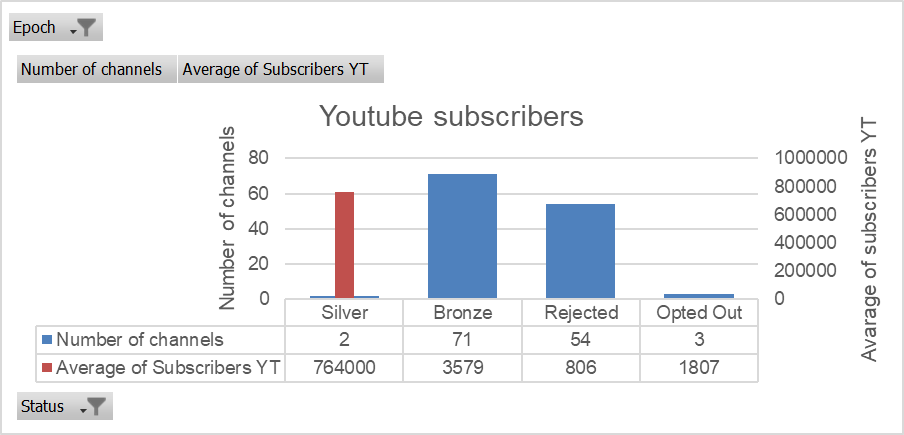 Epoch
Number of channels Average of Subscribers YT
Youtube subscribers
Number of channels
80
60
40
20
0
1000000
800000
600000
400000
200000
0
Avarage of subscribers YT
Silver Bronze Rejected Opted Out
Number of channels 2 71 54 3
Average of Subscribers YT 764000 3579 806 1807
Status